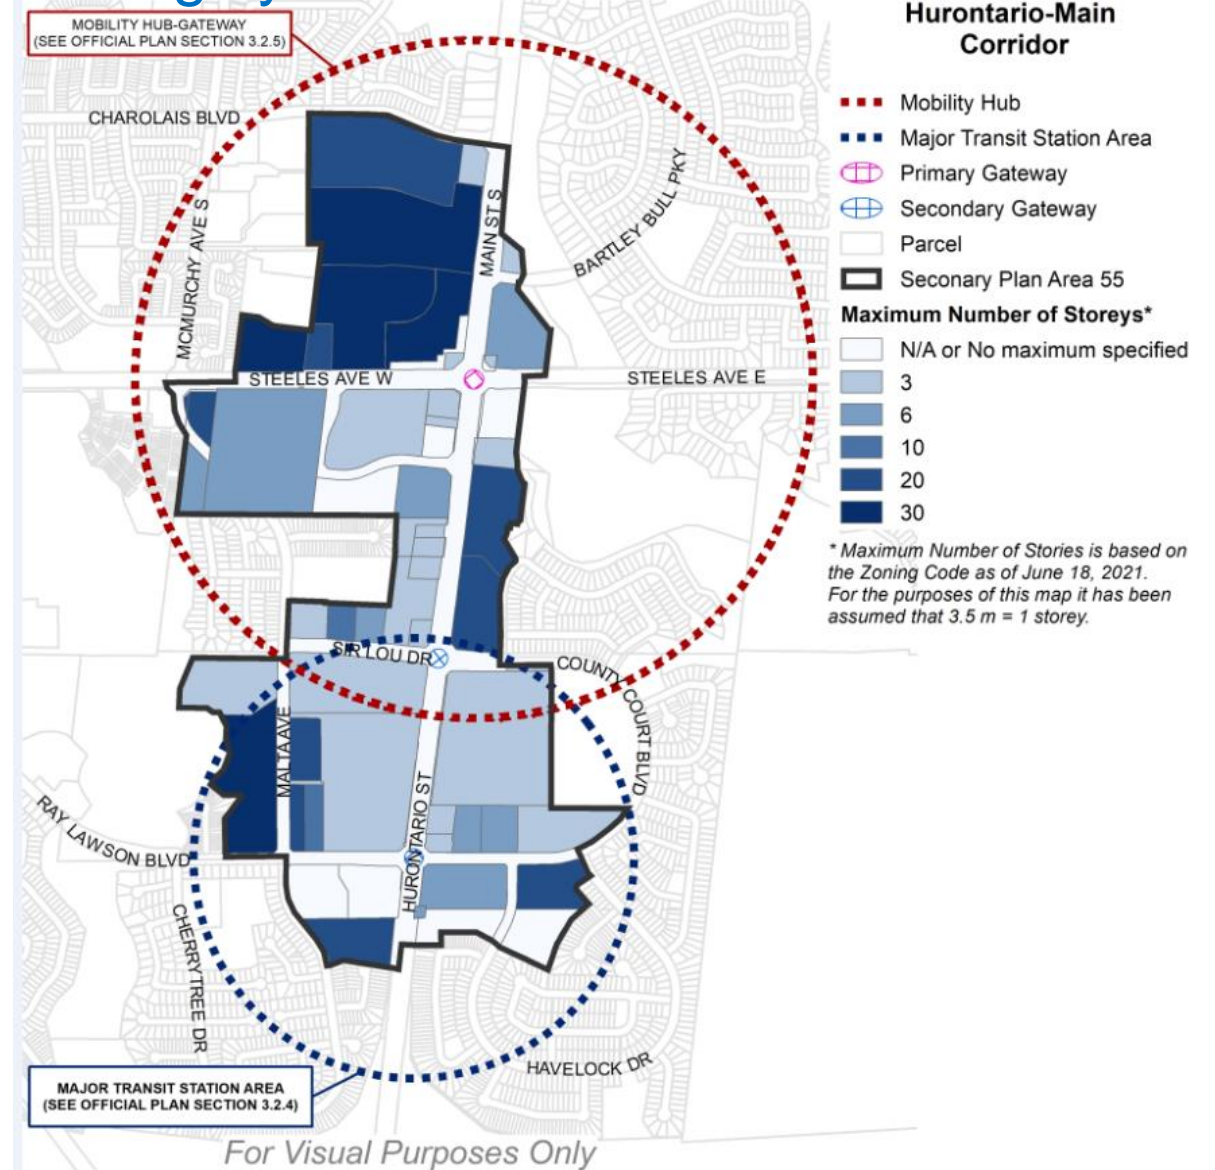 MOBILITY HUB-GATEWAY
(SEE OFFICIAL PLAN SECTION 3.2.5)
Hurontario-Main
Corridor
Mobility Hub
Major Transit Station Area
Primary Gateway
Secondary Gateway
Parcel
Seconary Plan Area 55
Maximum Number of Storeys*
N/A or No maximum specified
3
6
10
20
30
* Maximum Number of Stories is based on
the Zoning Code as of June 18, 2021.
For the purposes of this map it has been
assumed that 3.5 m = 1 storey.
CHAROLAIS BLVD
MCMURCHY AVE S
MAIN ST S
BARTLEY BULL PKY
STEELES AVE W
STEELES AVE E
SIR LOU DR
COUNTY COURT BLVD
MALTA AVE
HURONTARIO ST
RAY LAWSON BLVD
CHERRYTREE DR
HAVELOCK DR
MAJOR TRANSIT STATION AREA
(SEE OFFICIAL PLAN SECTION 3.2.4)
For Visual Purposes Only